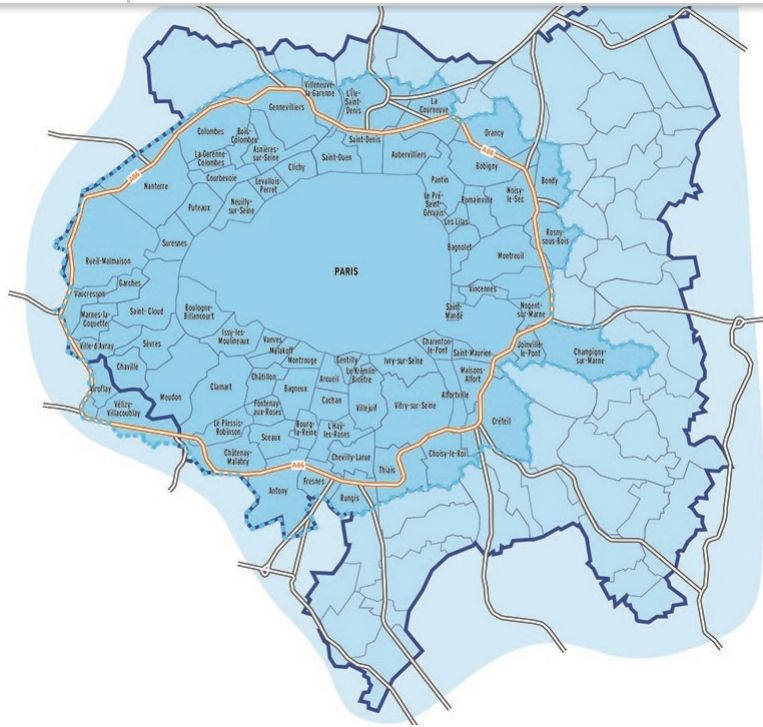 Villeneuve-
la-Garenne
L'Île-
Saint-
Denis
La
Courneuve
Gennevilliers
Colombes
Bois-
Colombes
Saint-Denis
Drancy
A86
La Garenne-
Colombes
Asnières-
sur-Seine
Saint-Ouen
Aubervilliers
Bobigny
Clichy
A86
Nanterre
Courbevoie
Levallois-
Perret
Pantin
Noisy-
le-Sec
Bondy
Puteaux
Neuilly-
sur-Seine
Le Pré-
Saint-
Gervais
Romainville
Les Lilas
Suresnes
Bagnolet
Rosny-
sous-Bois
Rueil-Malmaison
Montreuil
PARIS
Garches
Vaucresson
Vincennes
Marnes-la-
Coquette
Saint-Cloud
Boulogne-
Billancourt
Saint-
Mandé
Nogent-
sur-Marne
Issy-les-
Moulineaux
Vanves
Malakoff
Montrouge
Gentilly
Le Kremlin-
Bicêtre
Ivry-sur-Seine
Charenton-
le-Pont
Saint-Maurice
Joinville-
le-Pont
Champigny-
sur-Marne
Ville-d'Avray
Sèvres
Chaville
Maisons-
Alfort
Viroflay
Meudon
Clamart
Châtillon
Bagneux
Arcueil
Cachan
Villejuif
Vitry-sur-Seine
Alfortville
Vélizy-
Villacoublay
Fontenay-
aux-Roses
Créteil
Le Plessis-
Robinson
Sceaux
Bourg-
la-Reine
L'Haÿ-
les-Roses
Châtenay-
Malabry
Chevilly-Larue
Thiais
Choisy-le-Roi
A86
Antony
Fresnes
Rungis